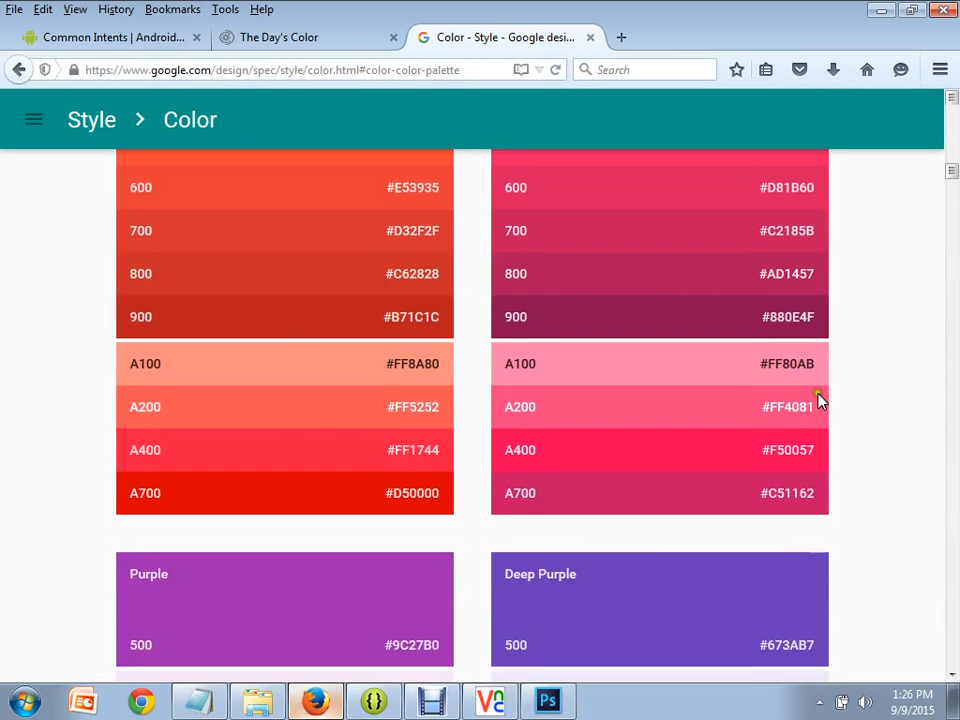 File Edit View History Bookmarks Tools Help
Common Intents | Android...
The Day's Color
Color - Style - Google desi...
https://www.google.com/design/spec/style/color.html#color-color-palette
Search
Style > Color
600 #E53935
700 #D32F2F
800 #C62828
900 #B71C1C
A100 #FF8A80
A200 #FF5252
A400 #FF1744
A700 #D50000
600 #D81B60
700 #C2185B
800 #AD1457
900 #880E4F
A100 #FF80AB
A200 #FF4081
A400 #F50057
A700 #C51162
Purple
500 #9C27B0
Deep Purple
500 #673AB7
1:26 PM
9/9/2015